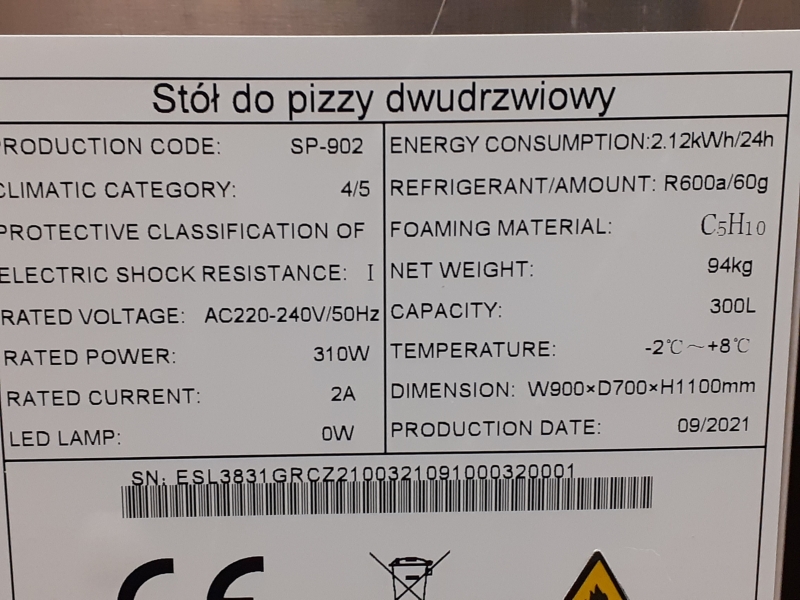 Stół do pizzy dwudrzwiowy
PRODUCTION CODE: SP-902
CLIMATIC CATEGORY: 4/5
PROTECTIVE CLASSIFICATION OF
ELECTRIC SHOCK RESISTANCE: I
RATED VOLTAGE: AC220-240V/50Hz
RATED POWER: 310W
RATED CURRENT: 2A
LED LAMP: 0W
ENERGY CONSUMPTION:2.12kWh/24h
REFRIGERANT/AMOUNT: R600a/60g
FOAMING MATERIAL: C5H10
NET WEIGHT: 94kg
CAPACITY: 300L
TEMPERATURE: -2℃~+8℃
DIMENSION: W900×D700×H1100mm
PRODUCTION DATE: 09/2021
SN: ESL3831GRCZ2100321091000320001
CE